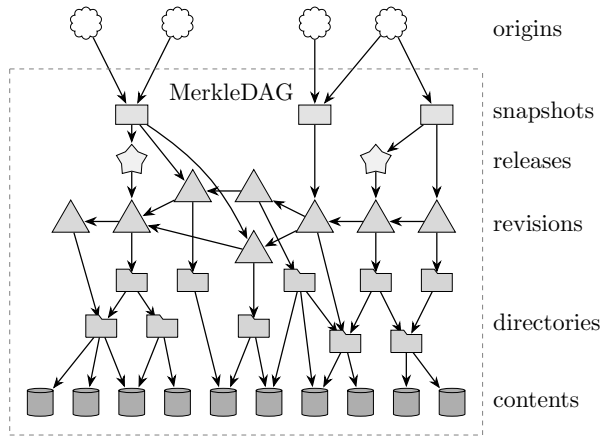 origins
MerkleDAG
snapshots
releases
revisions
directories
contents